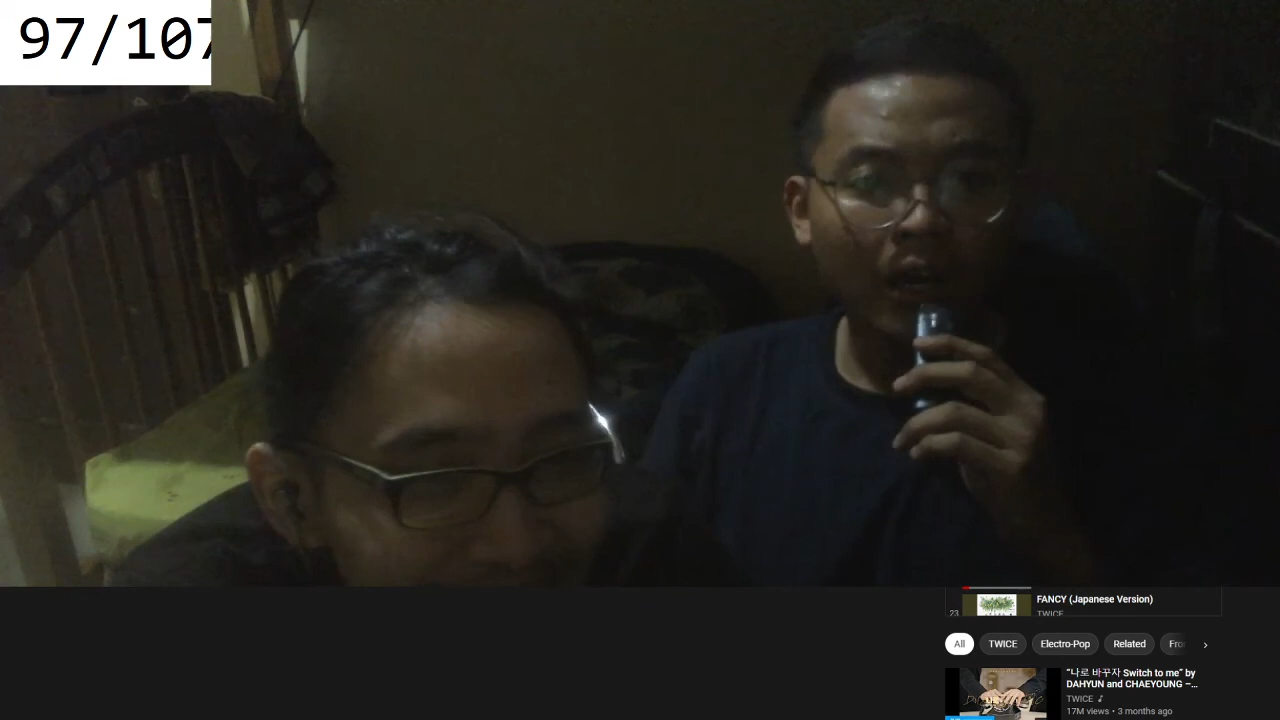 97/107
FANCY (Japanese Version)
23
TWICE
All
TWICE
Electro-Pop
Related
“나로 바꾸자 Switch to me” by
DAHYUN and CHAEYOUNG –...
TWICE
17M views • 3 months ago